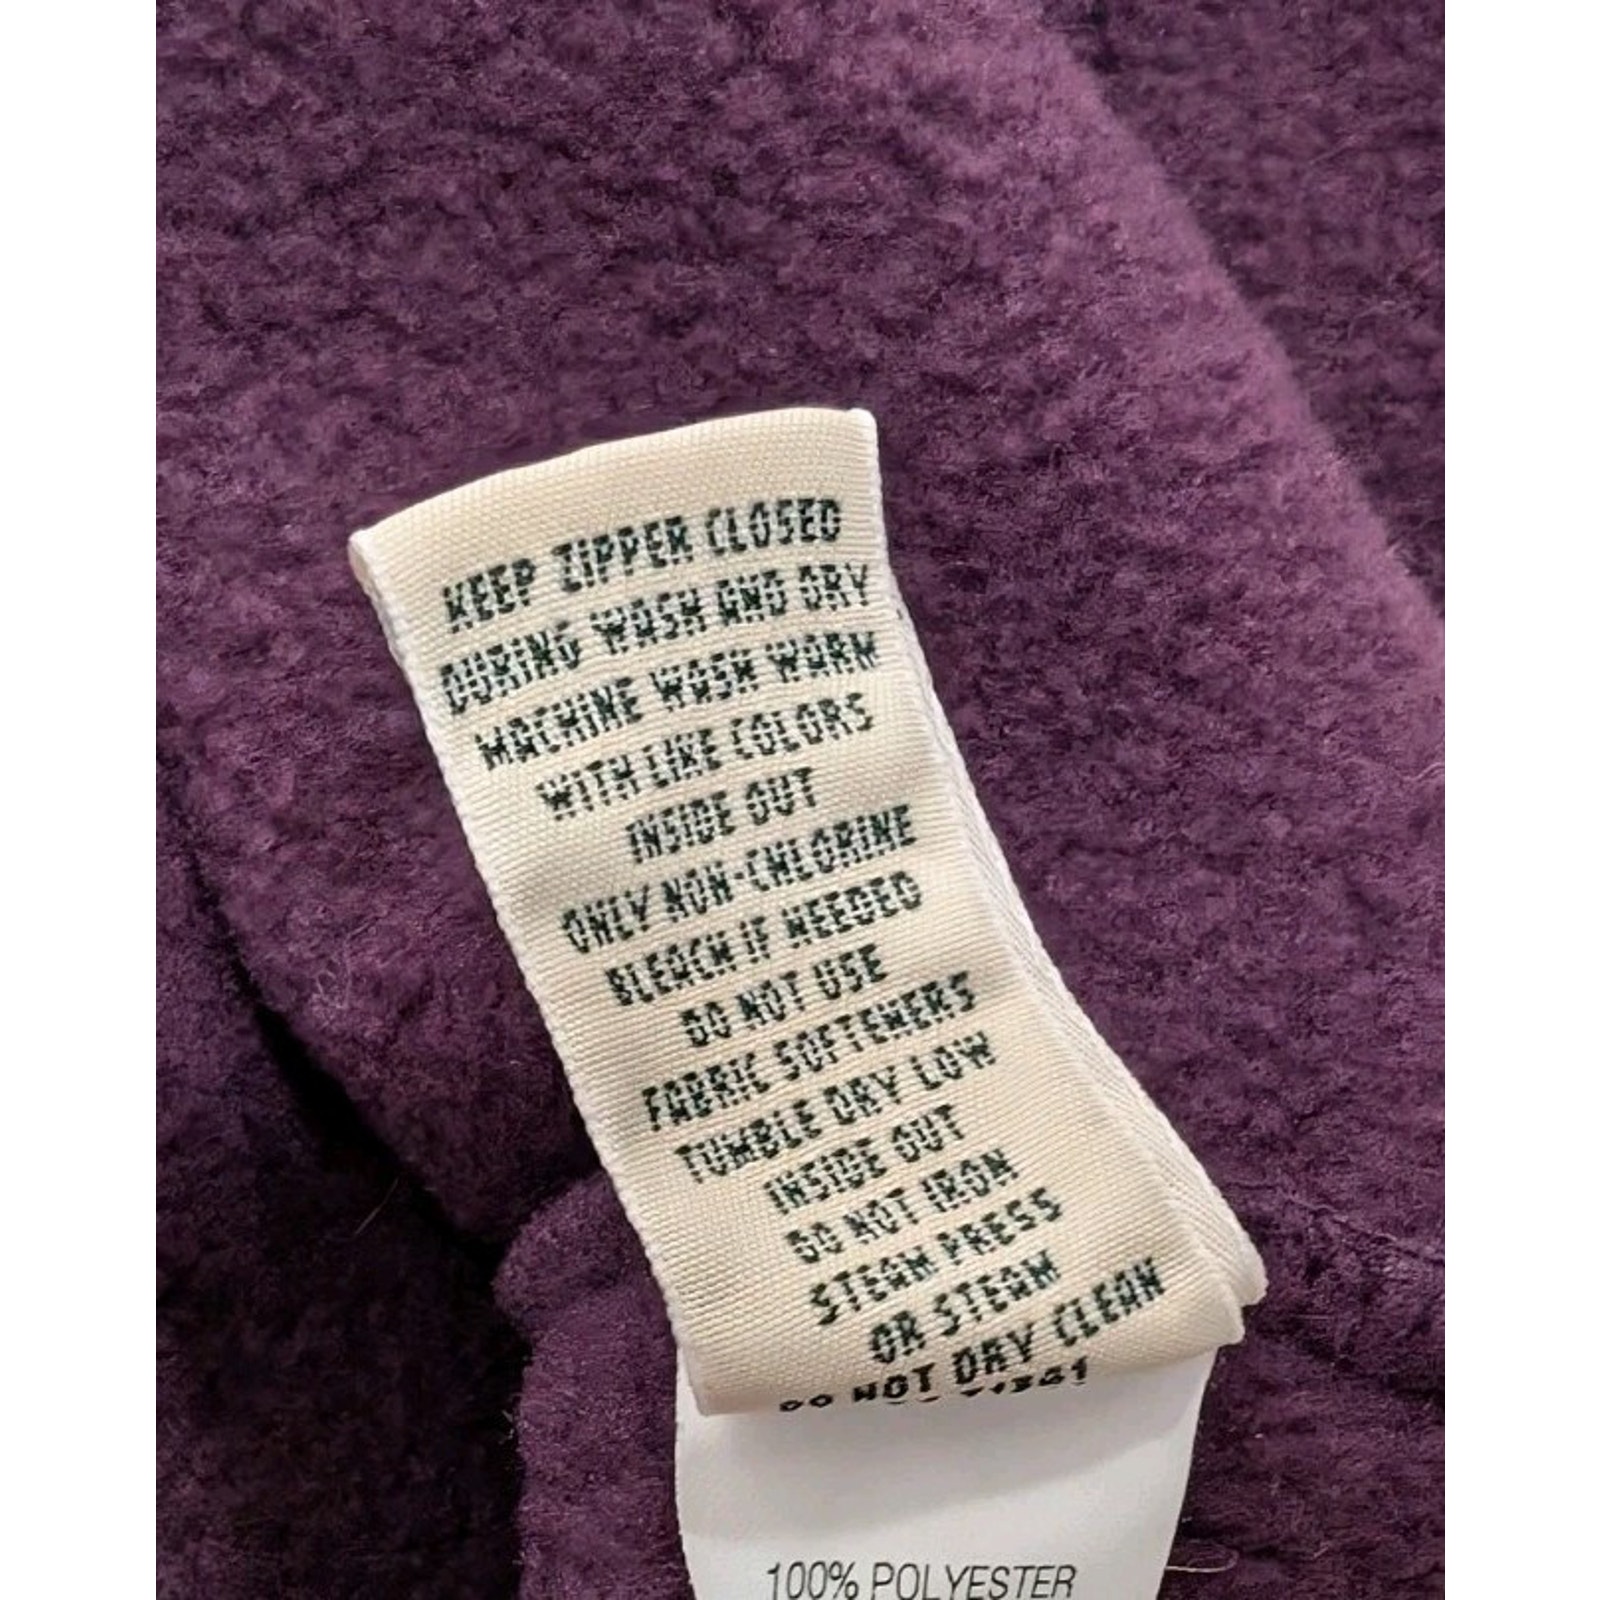 KEEP ZIPPER CLOSED
DURING WASH AND DRY
MACHINE WASH WARM
WITH LIKE COLORS
INSIDE OUT
ONLY NON-CHLORINE
BLEACH IF NEEDED
DO NOT USE
FABRIC SOFTENERS
TUMBLE DRY LOW
INSIDE OUT
DO NOT IRON
STEAM PRESS
OR STEAM
DO NOT DRY CLEAN
100% POLYESTER